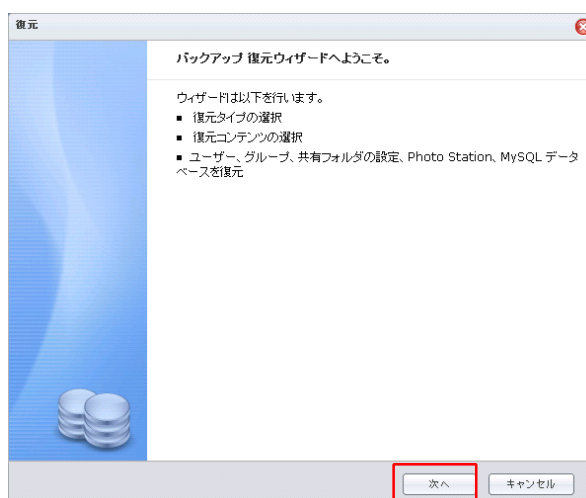 復元
バックアップ 復元ウィザードへようこそ。
ウィザードは以下を行います。
■ 復元タイプの選択
■ 復元コンテンツの選択
■ ユーザー、グループ、共有フォルダの設定、Photo Station、MySQL データ
ベースを復元
次へ
キャンセル